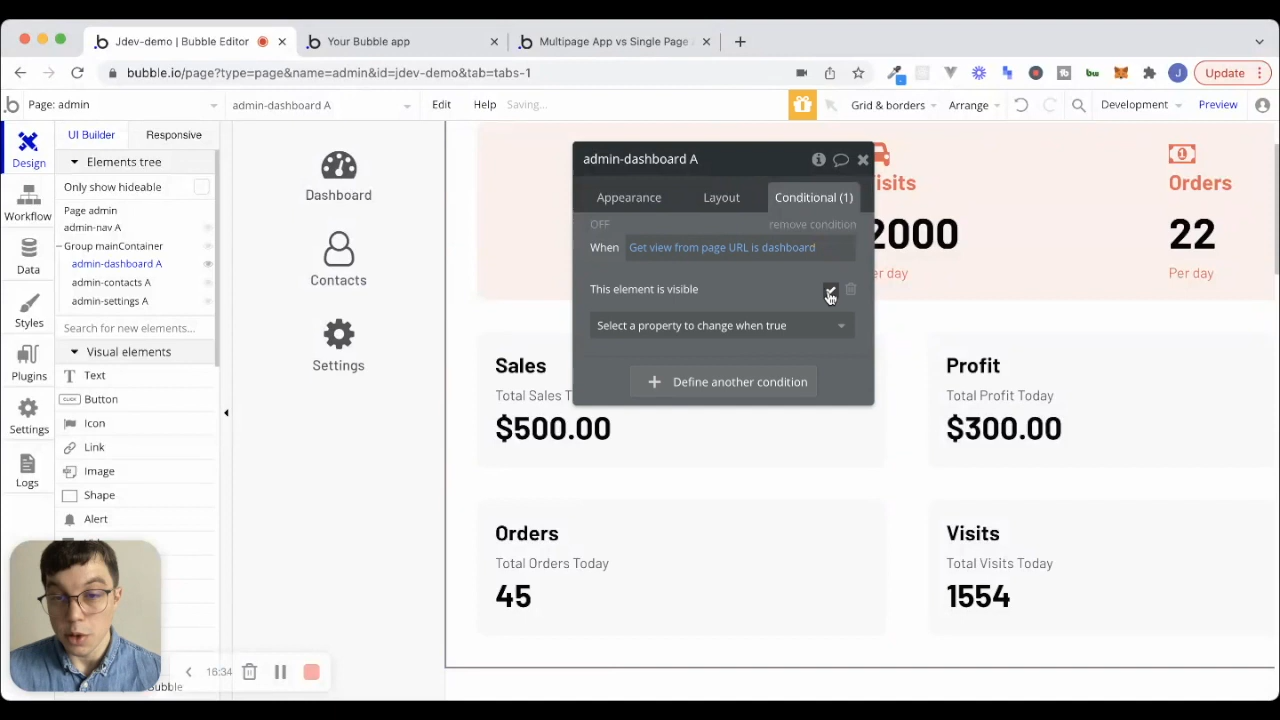 Jdev-demo | Bubble Editor
Your Bubble app
Multipage App vs Single Page
bubble.io/page?type=page&name=admin&id=jdev-demo&tab=tabs-1
bw
J
Update
Page: admin
admin-dashboard A
Edit
Help
Saving...
Grid & borders
Arrange
Development
Preview
Design
Workflow
Data
Styles
Plugins
Settings
Logs
UI Builder
Responsive
Elements tree
Only show hideable
Page admin
admin-nav A
Group mainContainer
admin-dashboard A
admin-contacts A
admin-settings A
Search for new elements...
Visual elements
Text
CLICK
Button
Icon
Link
Image
Shape
Alert
Bubble
16:34
Dashboard
Contacts
Settings
admin-dashboard A
Appearance
Layout
Conditional (1)
OFF
remove condition
When
Get view from page URL is dashboard
This element is visible
Select a property to change when true
+ Define another condition
isits
2000
er day
1
Orders
22
Per day
Sales
Total Sales T
$500.00
Profit
Total Profit Today
$300.00
Orders
Total Orders Today
45
Visits
Total Visits Today
1554